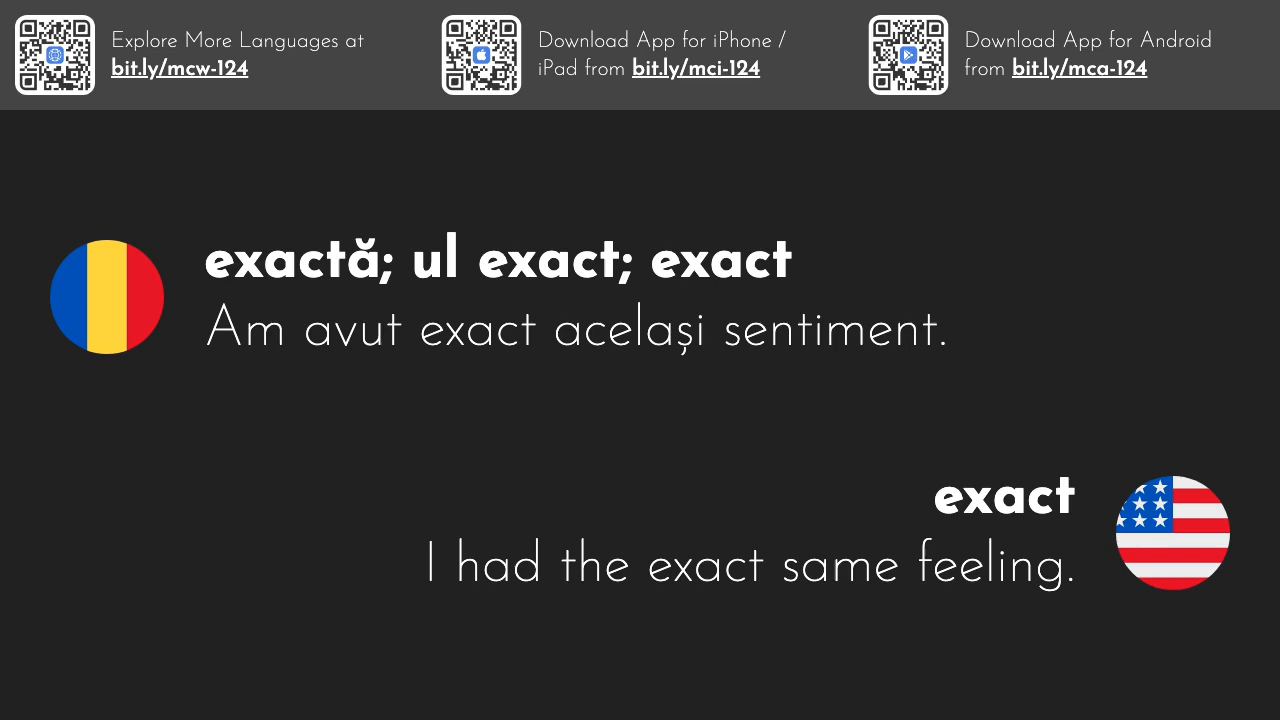 Explore More Languages at
bit.ly/mcw-124
Download App for iPhone /
iPad from bit.ly/mci-124
Download App for Android
from bit.ly/mca-124
exactă; ul exact; exact
Am avut exact același sentiment.
exact
I had the exact same feeling.